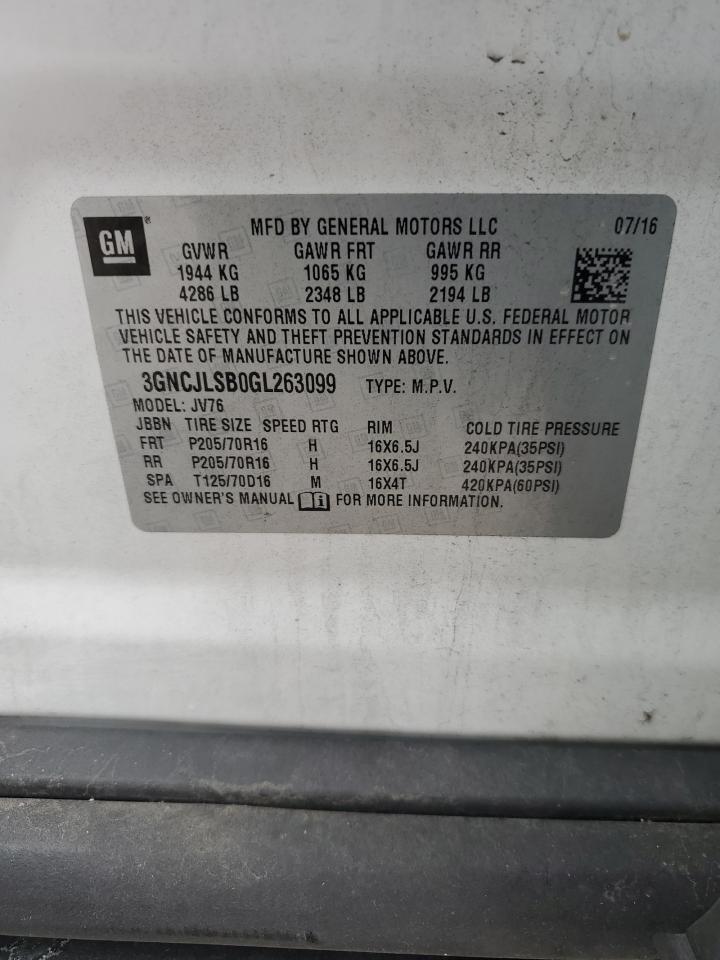 GM ® MFD BY GENERAL MOTORS LLC 07/16
GVWR GAWR FRT GAWR RR
1944 KG 1065 KG 995 KG
4286 LB 2348 LB 2194 LB
THIS VEHICLE CONFORMS TO ALL APPLICABLE U.S. FEDERAL MOTOR
VEHICLE SAFETY AND THEFT PREVENTION STANDARDS IN EFFECT ON
THE DATE OF MANUFACTURE SHOWN ABOVE.
3GNCJLSB0GL263099 TYPE: M.P.V.
MODEL: JV76
JBBN TIRE SIZE SPEED RTG RIM COLD TIRE PRESSURE
FRT P205/70R16 H 16X6.5J 240KPA(35PSI)
RR P205/70R16 H 16X6.5J 240KPA(35PSI)
SPA T125/70D16 M 16X4T 420KPA(60PSI)
SEE OWNER'S MANUAL FOR MORE INFORMATION.